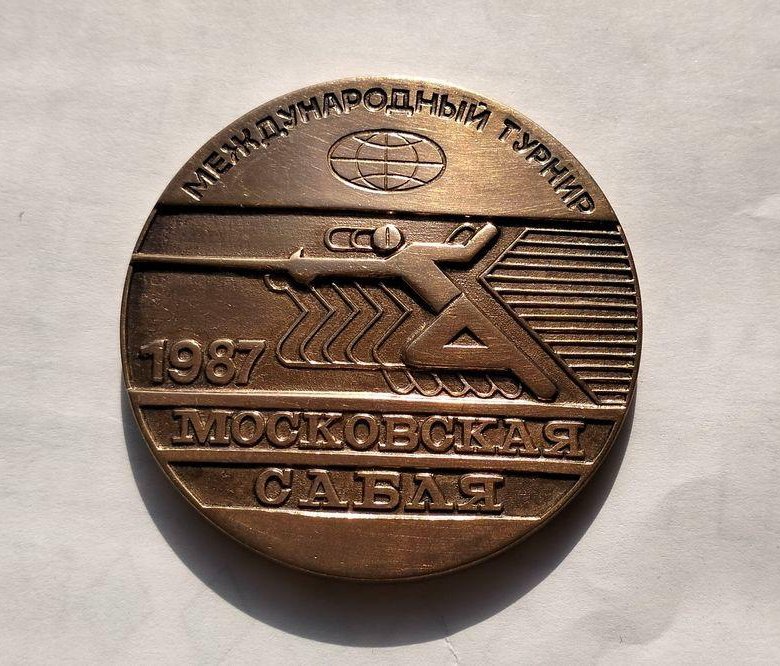 МЕЖДУНАРОДНЫЙ ТУРНИР
1987
МОСКОВСКАЯ
САБЛЯ